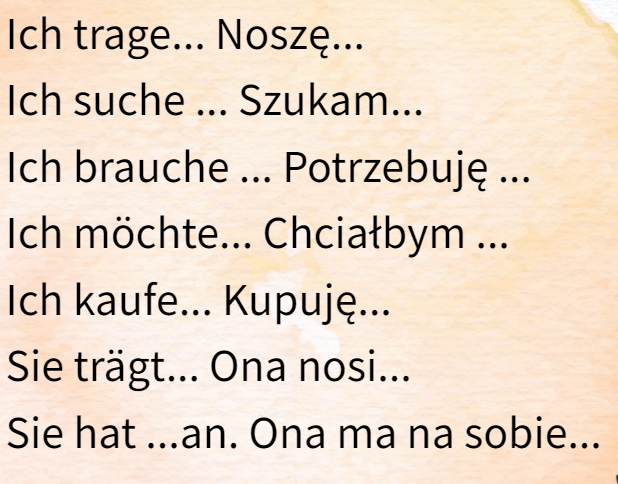 Ich trage... Noszę...
Ich suche ... Szukam...
Ich brauche ... Potrzebuję ...
Ich möchte... Chciałbym ...
Ich kaufe... Kupuję...
Sie trägt... Ona nosi...
Sie hat ...an. Ona ma na sobie...